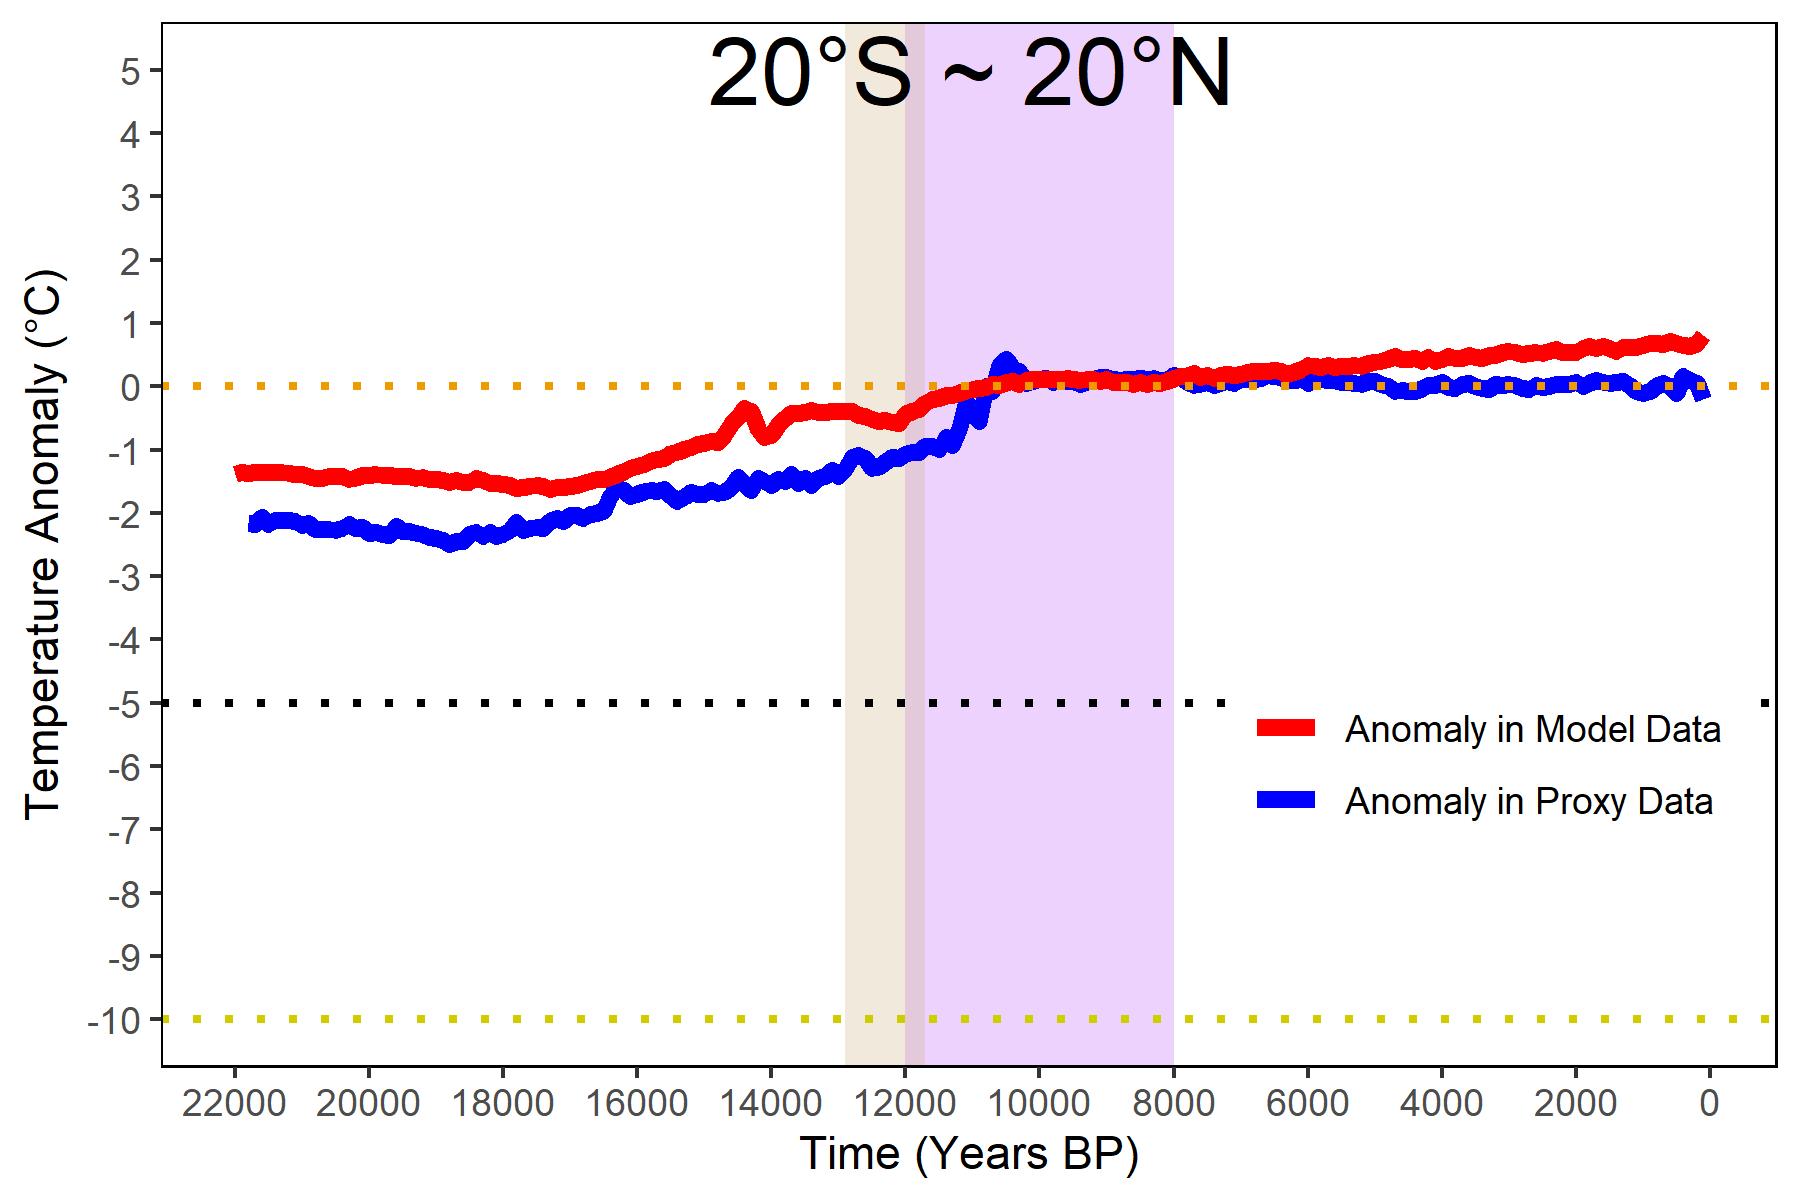 20°S ~ 20°N
Temperature Anomaly (°C)
5
4
3
2
1
0
-1
-2
-3
-4
-5
-6
-7
-8
-9
-10
Anomaly in Model Data
Anomaly in Proxy Data
22000 20000 18000 16000 14000 12000 10000 8000 6000 4000 2000 0
Time (Years BP)